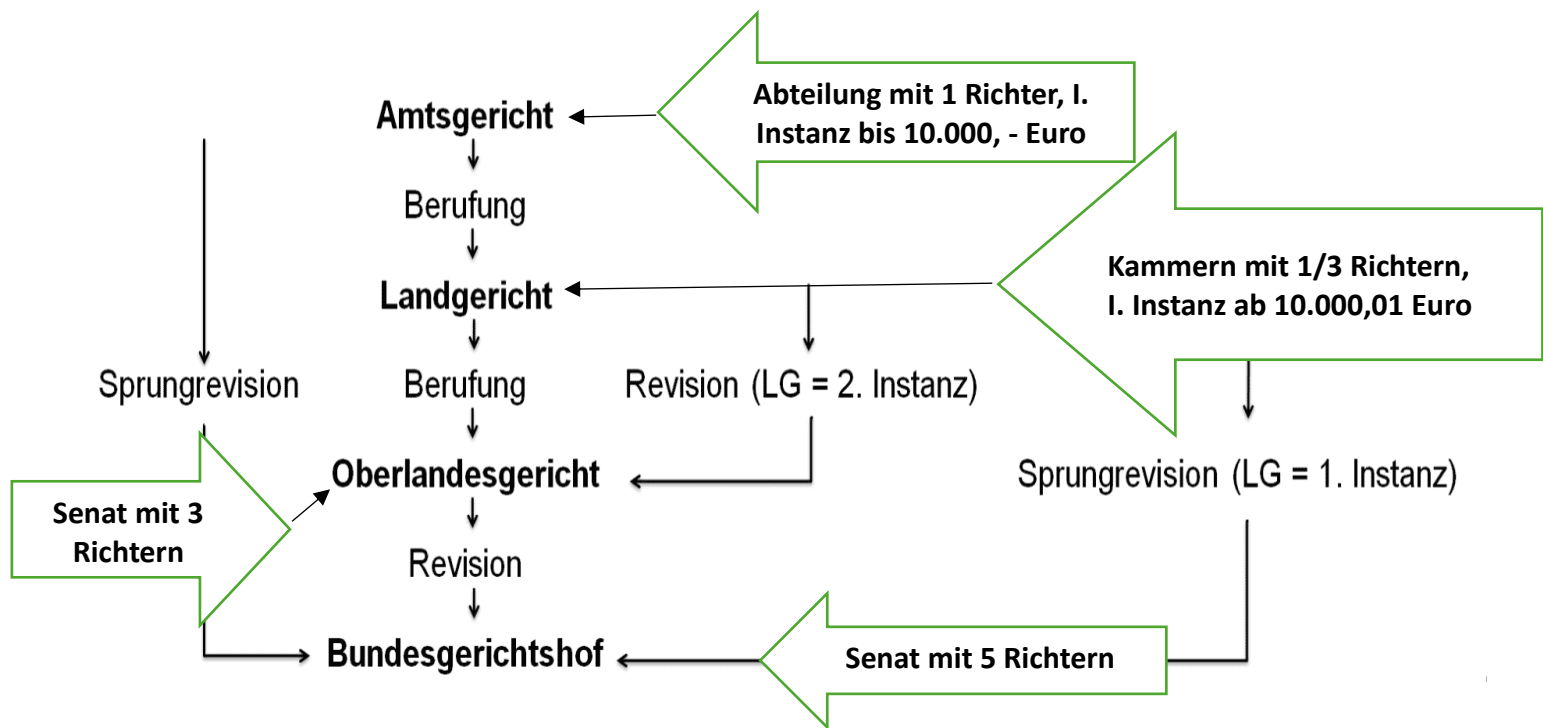 Abteilung mit 1 Richter, I.
Instanz bis 10.000, - Euro
Amtsgericht
Berufung
Kammern mit 1/3 Richtern,
I. Instanz ab 10.000,01 Euro
Landgericht
Sprungrevision
Berufung
Revision (LG = 2. Instanz)
Oberlandesgericht
Sprungrevision (LG = 1. Instanz)
Senat mit 3
Richtern
Revision
Bundesgerichtshof
Senat mit 5 Richtern